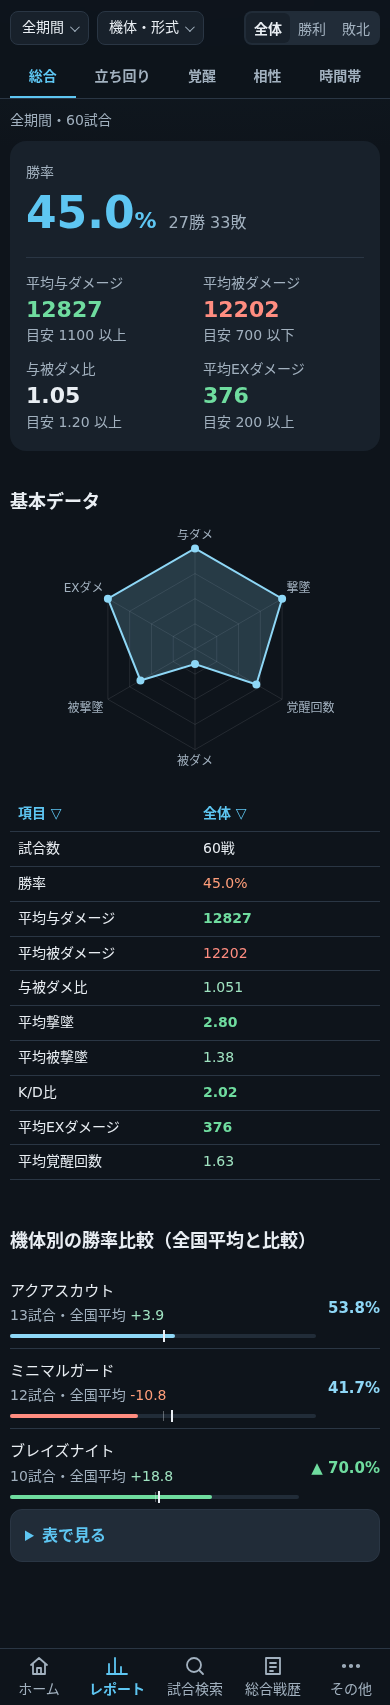 全期間
機体・形式
全体 勝利 敗北
総合 立ち回り 覚醒 相性 時間帯
全期間・60試合
勝率
45.0% 27勝 33敗
平均与ダメージ 平均被ダメージ
12827 12202
目安 1100 以上 目安 700 以下
与被ダメ比 平均EXダメージ
1.05 376
目安 1.20 以上 目安 200 以上
基本データ
与ダメ
EXダメ 撃墜
被撃墜 覚醒回数
被ダメ
項目 ▽ 全体 ▽
試合数 60戦
勝率 45.0%
平均与ダメージ 12827
平均被ダメージ 12202
与被ダメ比 1.051
平均撃墜 2.80
平均被撃墜 1.38
K/D比 2.02
平均EXダメージ 376
平均覚醒回数 1.63
機体別の勝率比較（全国平均と比較）
アクアスカウト
13試合・全国平均 +3.9 53.8%
ミニマルガード
12試合・全国平均 -10.8 41.7%
ブレイズナイト
10試合・全国平均 +18.8 ▲ 70.0%
▶ 表で見る
ホーム レポート 試合検索 総合戦歴 その他